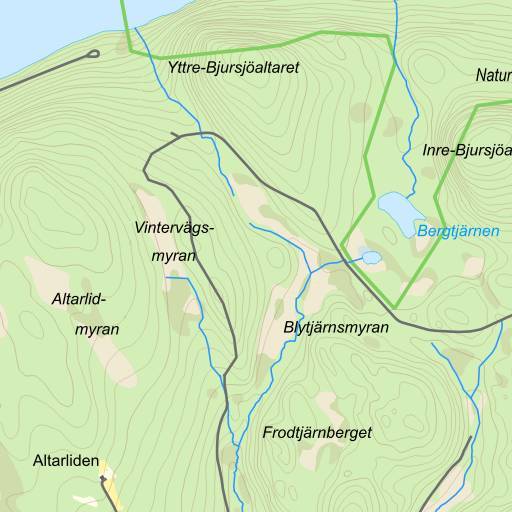 Yttre-Bjursjöaltaret
Natur
Inre-Bjursjöa
Bergtjärnen
Vintervägs-
myran
Altarlid-
myran
Blytjärnsmyran
Frodtjärnberget
Altarliden